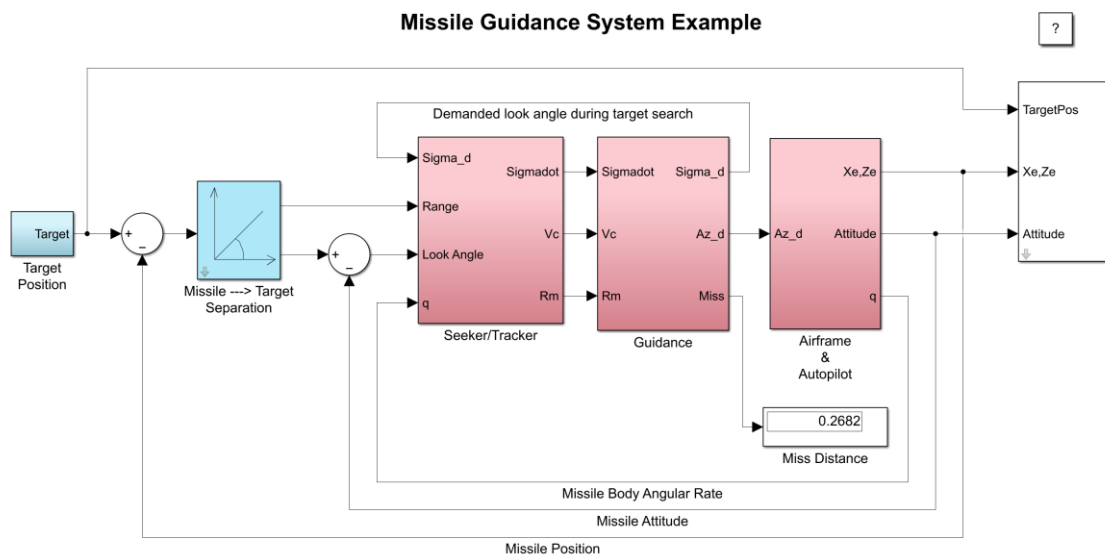 Missile Guidance System Example
?
Demanded look angle during target search
TargetPos
Xe,Ze
Attitude
Target
Target
Position
+
−
Missile ---> Target
Separation
+
−
Sigma_d
Range
Look Angle
q
Sigmadot
Vc
Rm
Seeker/Tracker
Sigmadot
Vc
Rm
Sigma_d
Az_d
Miss
Guidance
Az_d
Xe,Ze
Attitude
q
Airframe
&
Autopilot
0.2682
Miss Distance
Missile Body Angular Rate
Missile Attitude
Missile Position